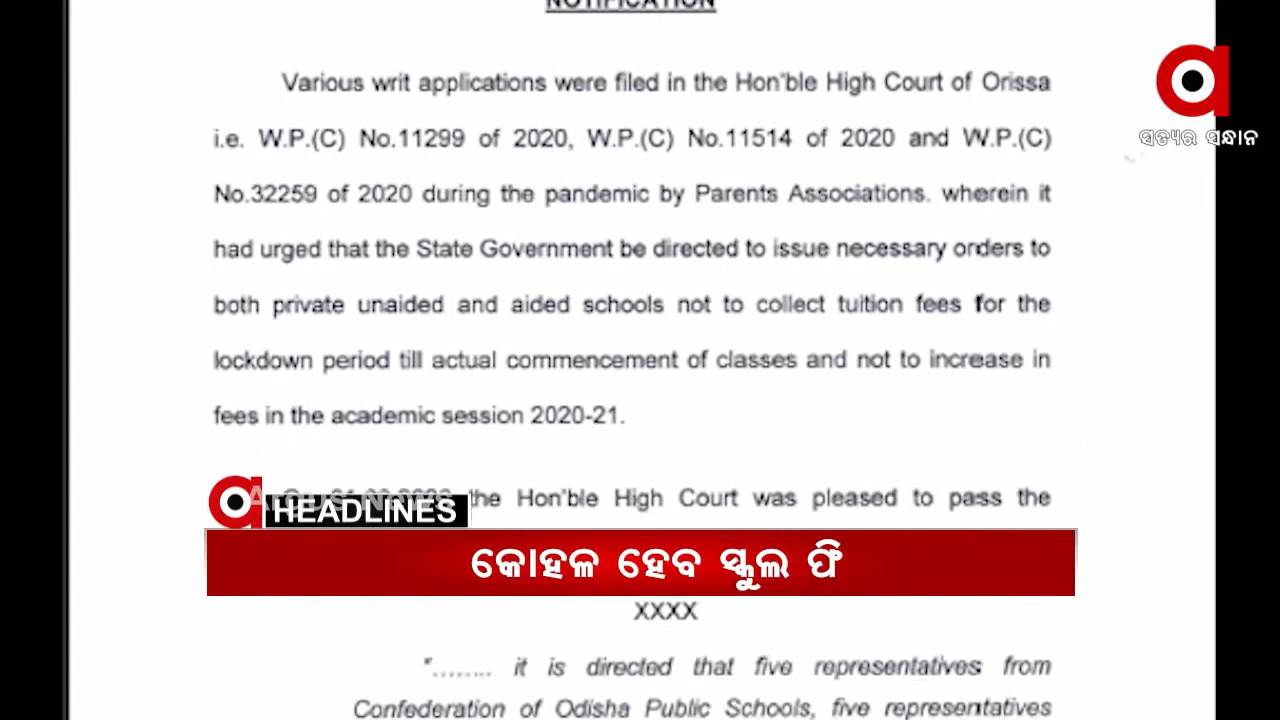 NOTIFICATION
Various writ applications were filed in the Hon'ble High Court of Orissa
i.e. W.P.(C) No.11299 of 2020, W.P.(C) No.11514 of 2020 and W.P.(C)
No.32259 of 2020 during the pandemic by Parents Associations. wherein it
had urged that the State Government be directed to issue necessary orders to
both private unaided and aided schools not to collect tuition fees for the
lockdown period till actual commencement of classes and not to increase in
fees in the academic session 2020-21.
the Hon'ble High Court was pleased to pass the
XXXX
"........ it is directed that five representatives from
Confederation of Odisha Public Schools, five representatives
ସତ୍ୟର ସନ୍ଧାନ
HEADLINES
କୋହଳ ହେବ ସ୍କୁଲ ଫି